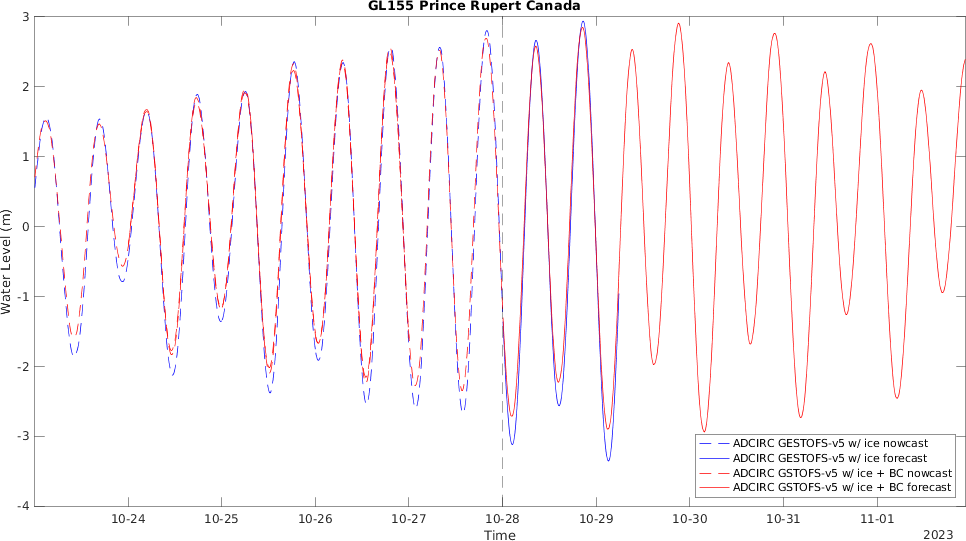 GL155 Prince Rupert Canada
3
2
1
0
-1
-2
-3
-4
Water Level (m)
10-24 10-25 10-26 10-27 10-28 10-29 10-30 10-31 11-01
Time
2023
ADCIRC GESTOFS-v5 w/ ice nowcast
ADCIRC GESTOFS-v5 w/ ice forecast
ADCIRC GSTOFS-v5 w/ ice + BC nowcast
ADCIRC GSTOFS-v5 w/ ice + BC forecast